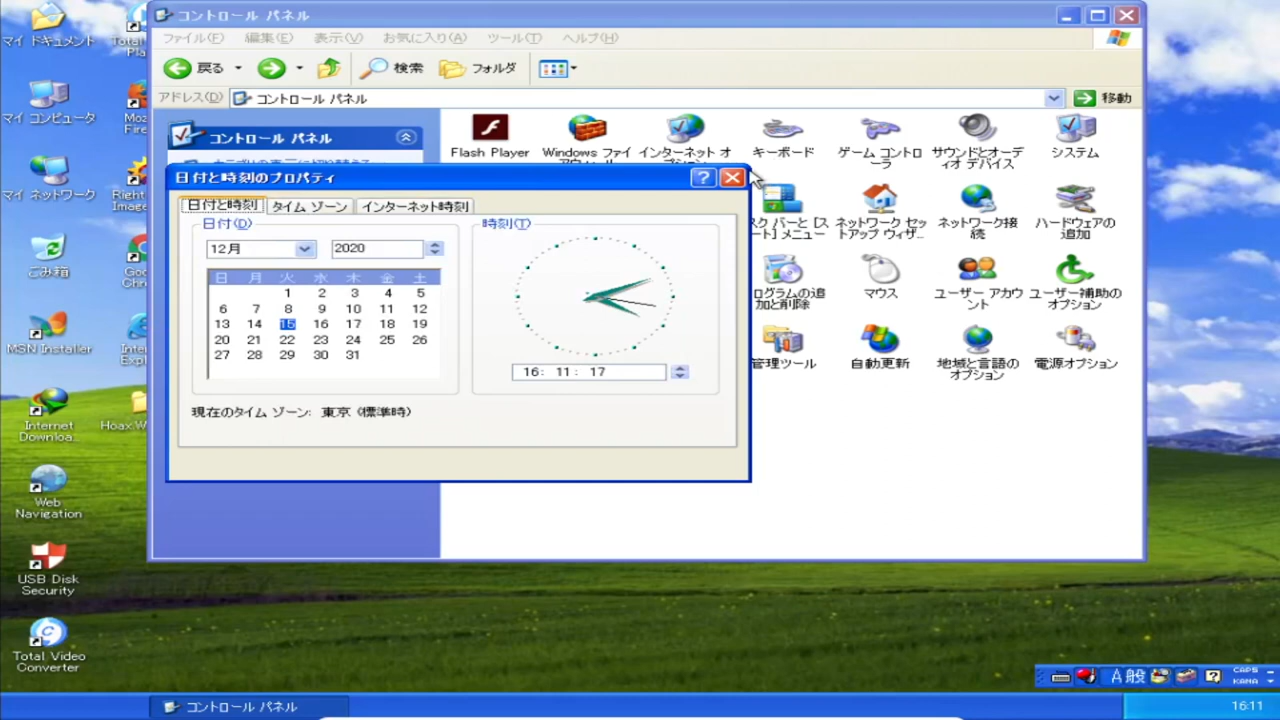 コントロール パネル
ファイル(F) 編集(E) 表示(V) お気に入り(A) ツール(T) ヘルプ(H)
戻る 検索 フォルダ
アドレス(D) コントロール パネル 移動
コントロール パネル
Flash Player
インターネット オ
キーボード
ゲーム コントロ
ーラ
サウンドとオーデ
ィオ デバイス
システム
ネットワーク セッ
トアップ ウィザ...
ネットワーク接
続
ハードウェアの
追加
マウス
ユーザー アカウ
ント
ユーザー補助の
オプション
管理ツール
自動更新
地域と言語の
オプション
電源オプション
日付と時刻のプロパティ
日付と時刻 タイム ゾーン インターネット時刻
日付(D)
12月 2020
日 月 火 水 木 金 土
1 2 3 4 5
6 7 8 9 10 11 12
13 14 15 16 17 18 19
20 21 22 23 24 25 26
27 28 29 30 31
時刻(T)
16: 11: 17
現在のタイム ゾーン: 東京 (標準時)
マイ ドキュメント
マイ コンピュータ
マイ ネットワーク
ごみ箱
MSN Installer
Internet
Downloa...
Web
Navigation
USB Disk
Security
Total Video
Converter
A 般
CAPS
KANA
コントロール パネル
16:11